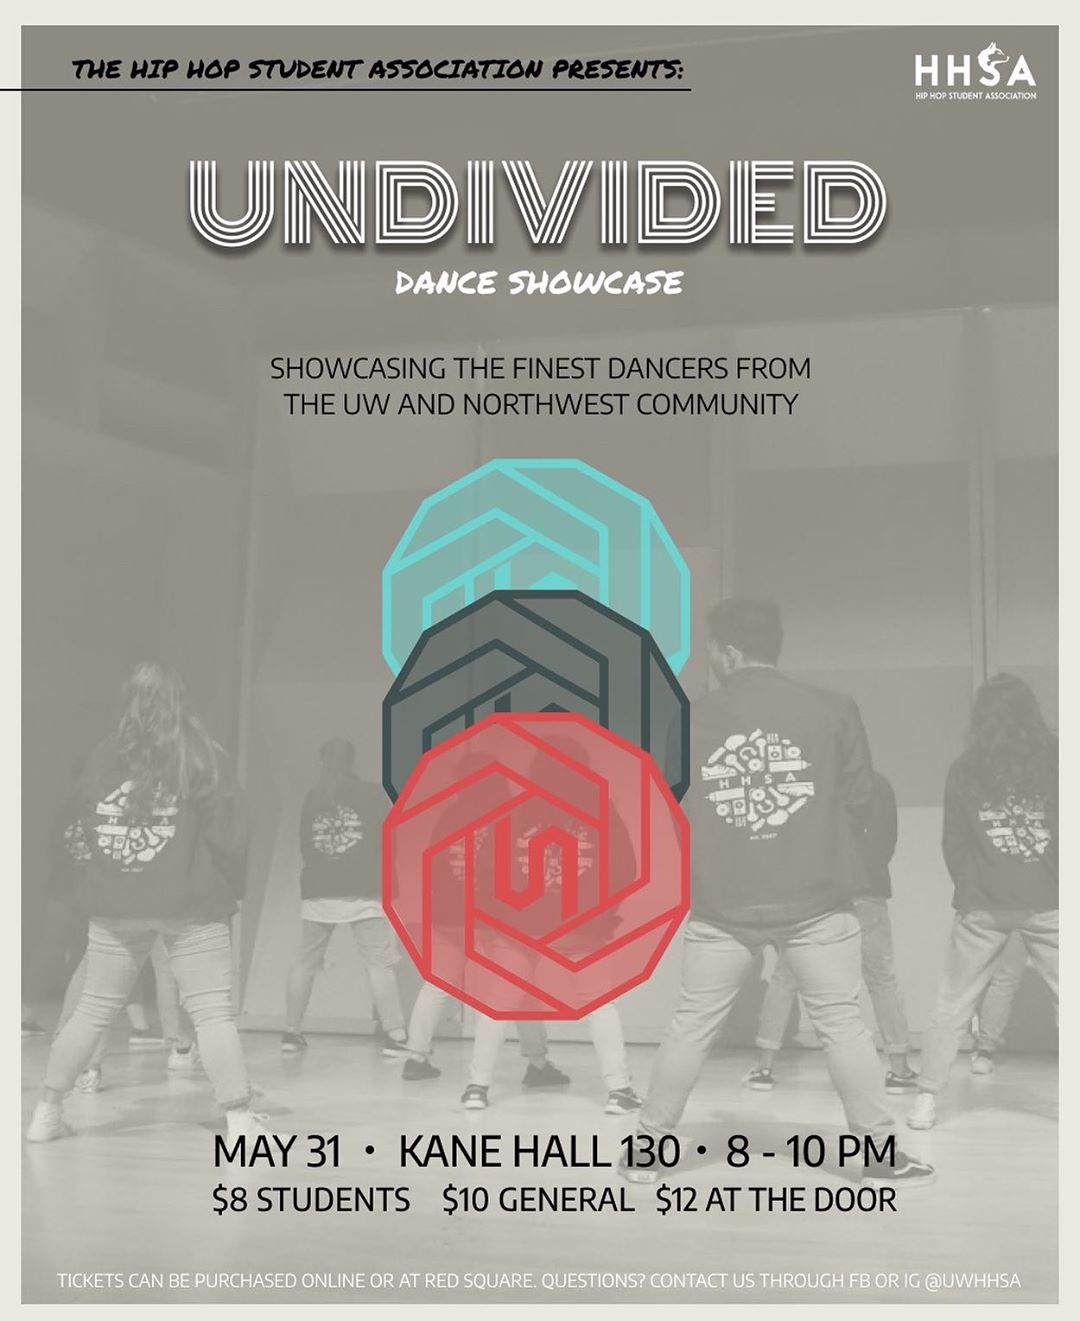 THE HIP HOP STUDENT ASSOCIATION PRESENTS:
HHSA
HIP HOP STUDENT ASSOCIATION
UNDIVIDED
DANCE SHOWCASE
SHOWCASING THE FINEST DANCERS FROM
THE UW AND NORTHWEST COMMUNITY
HHSA
HHSA
MAY 31 • KANE HALL 130 • 8 - 10 PM
$8 STUDENTS $10 GENERAL $12 AT THE DOOR
TICKETS CAN BE PURCHASED ONLINE OR AT RED SQUARE. QUESTIONS? CONTACT US THROUGH FB OR IG @UWHHSA